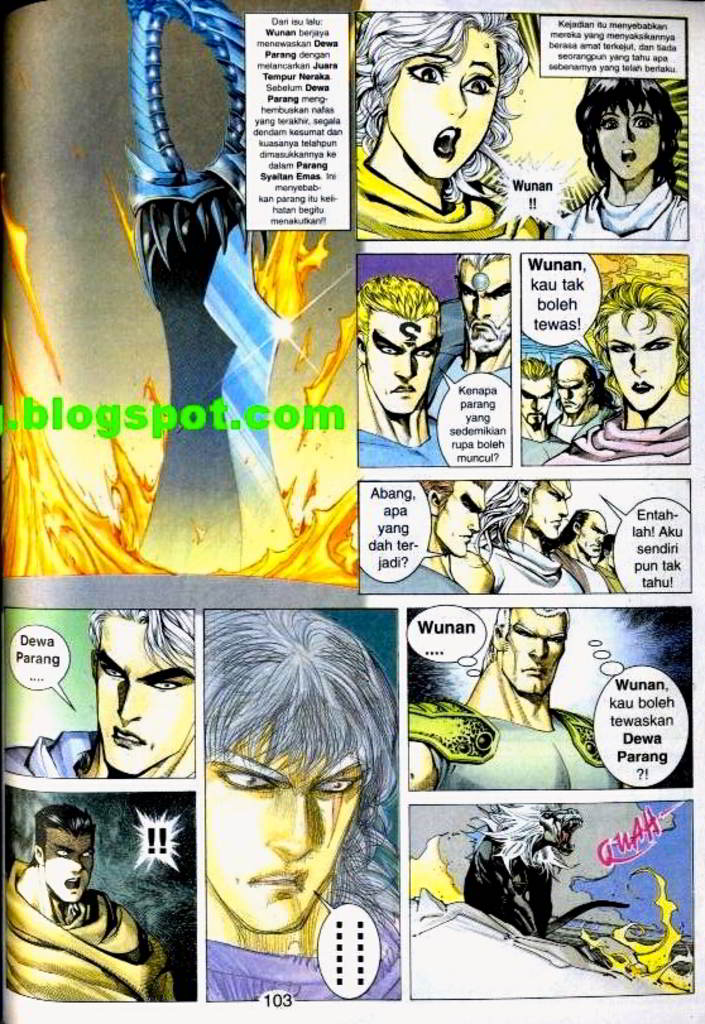 Dari isu lalu:
Wunan berjaya
menewaskan Dewa
Parang dengan
melancarkan Juara
Tempur Neraka.
Sebelum Dewa
Parang meng-
hembuskan nafas
yang terakhir, segala
dendam kesumat dan
kuasanya telahpun
dimasukkannya ke
dalam Parang
Syaitan Emas. Ini
menyebab-
kan parang itu keli-
hatan begitu
menakutkan!!
Kejadian itu menyebabkan
mereka yang menyaksikannya
berasa amat terkejut, dan tiada
seorangpun yang tahu apa
sebenarnya yang telah berlaku.
Wunan
!!
Kenapa
parang
yang
sedemikian
rupa boleh
muncul?
Wunan,
kau tak
boleh
tewas!
g.blogspot.com
Abang,
apa
yang
dah ter-
jadi?
Entah-
lah! Aku
sendiri
pun tak
tahu!
Dewa
Parang
....
!!
⋮⋮
Wunan
....
Wunan,
kau boleh
tewaskan
Dewa
Parang
?!
QUAH
103